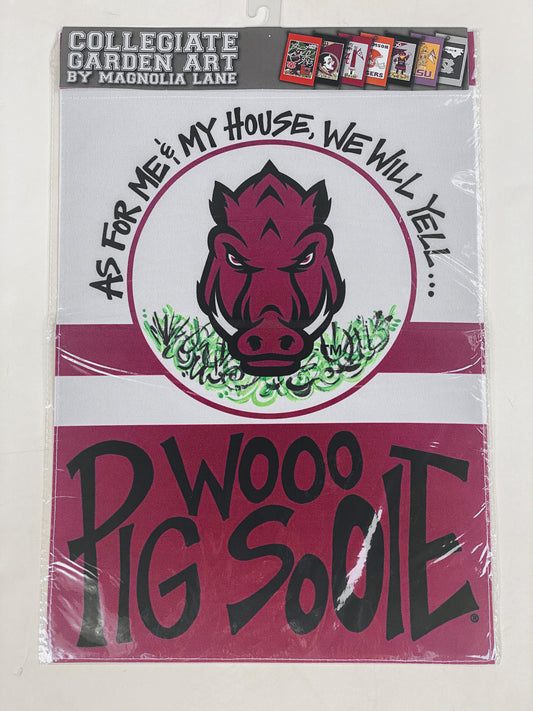 COLLEGIATE
GARDEN ART
BY MAGNOLIA LANE
AS FOR ME & MY HOUSE, WE WILL YELL...
WOOO
PIG SOOIE®